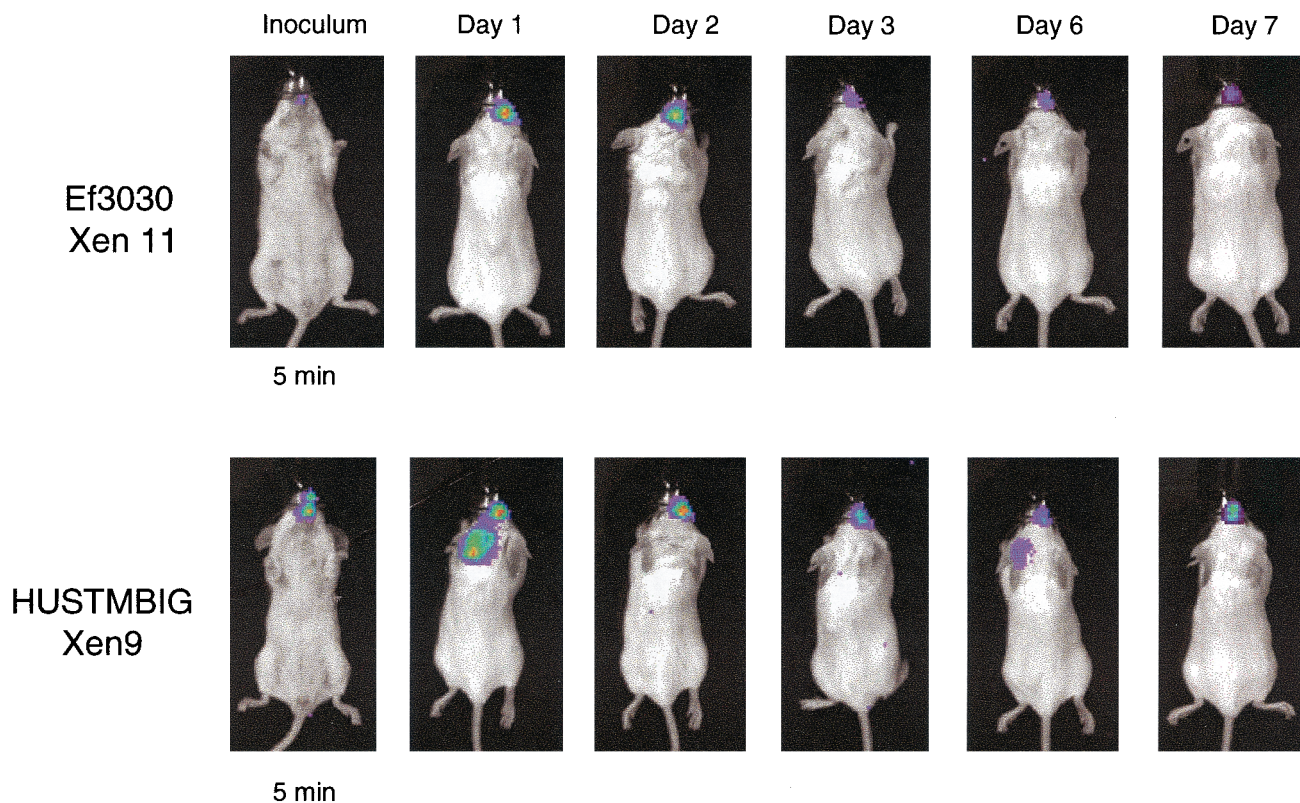 Inoculum Day 1 Day 2 Day 3 Day 6 Day 7
Ef3030
Xen 11
5 min
HUSTMBIG
Xen9
5 min